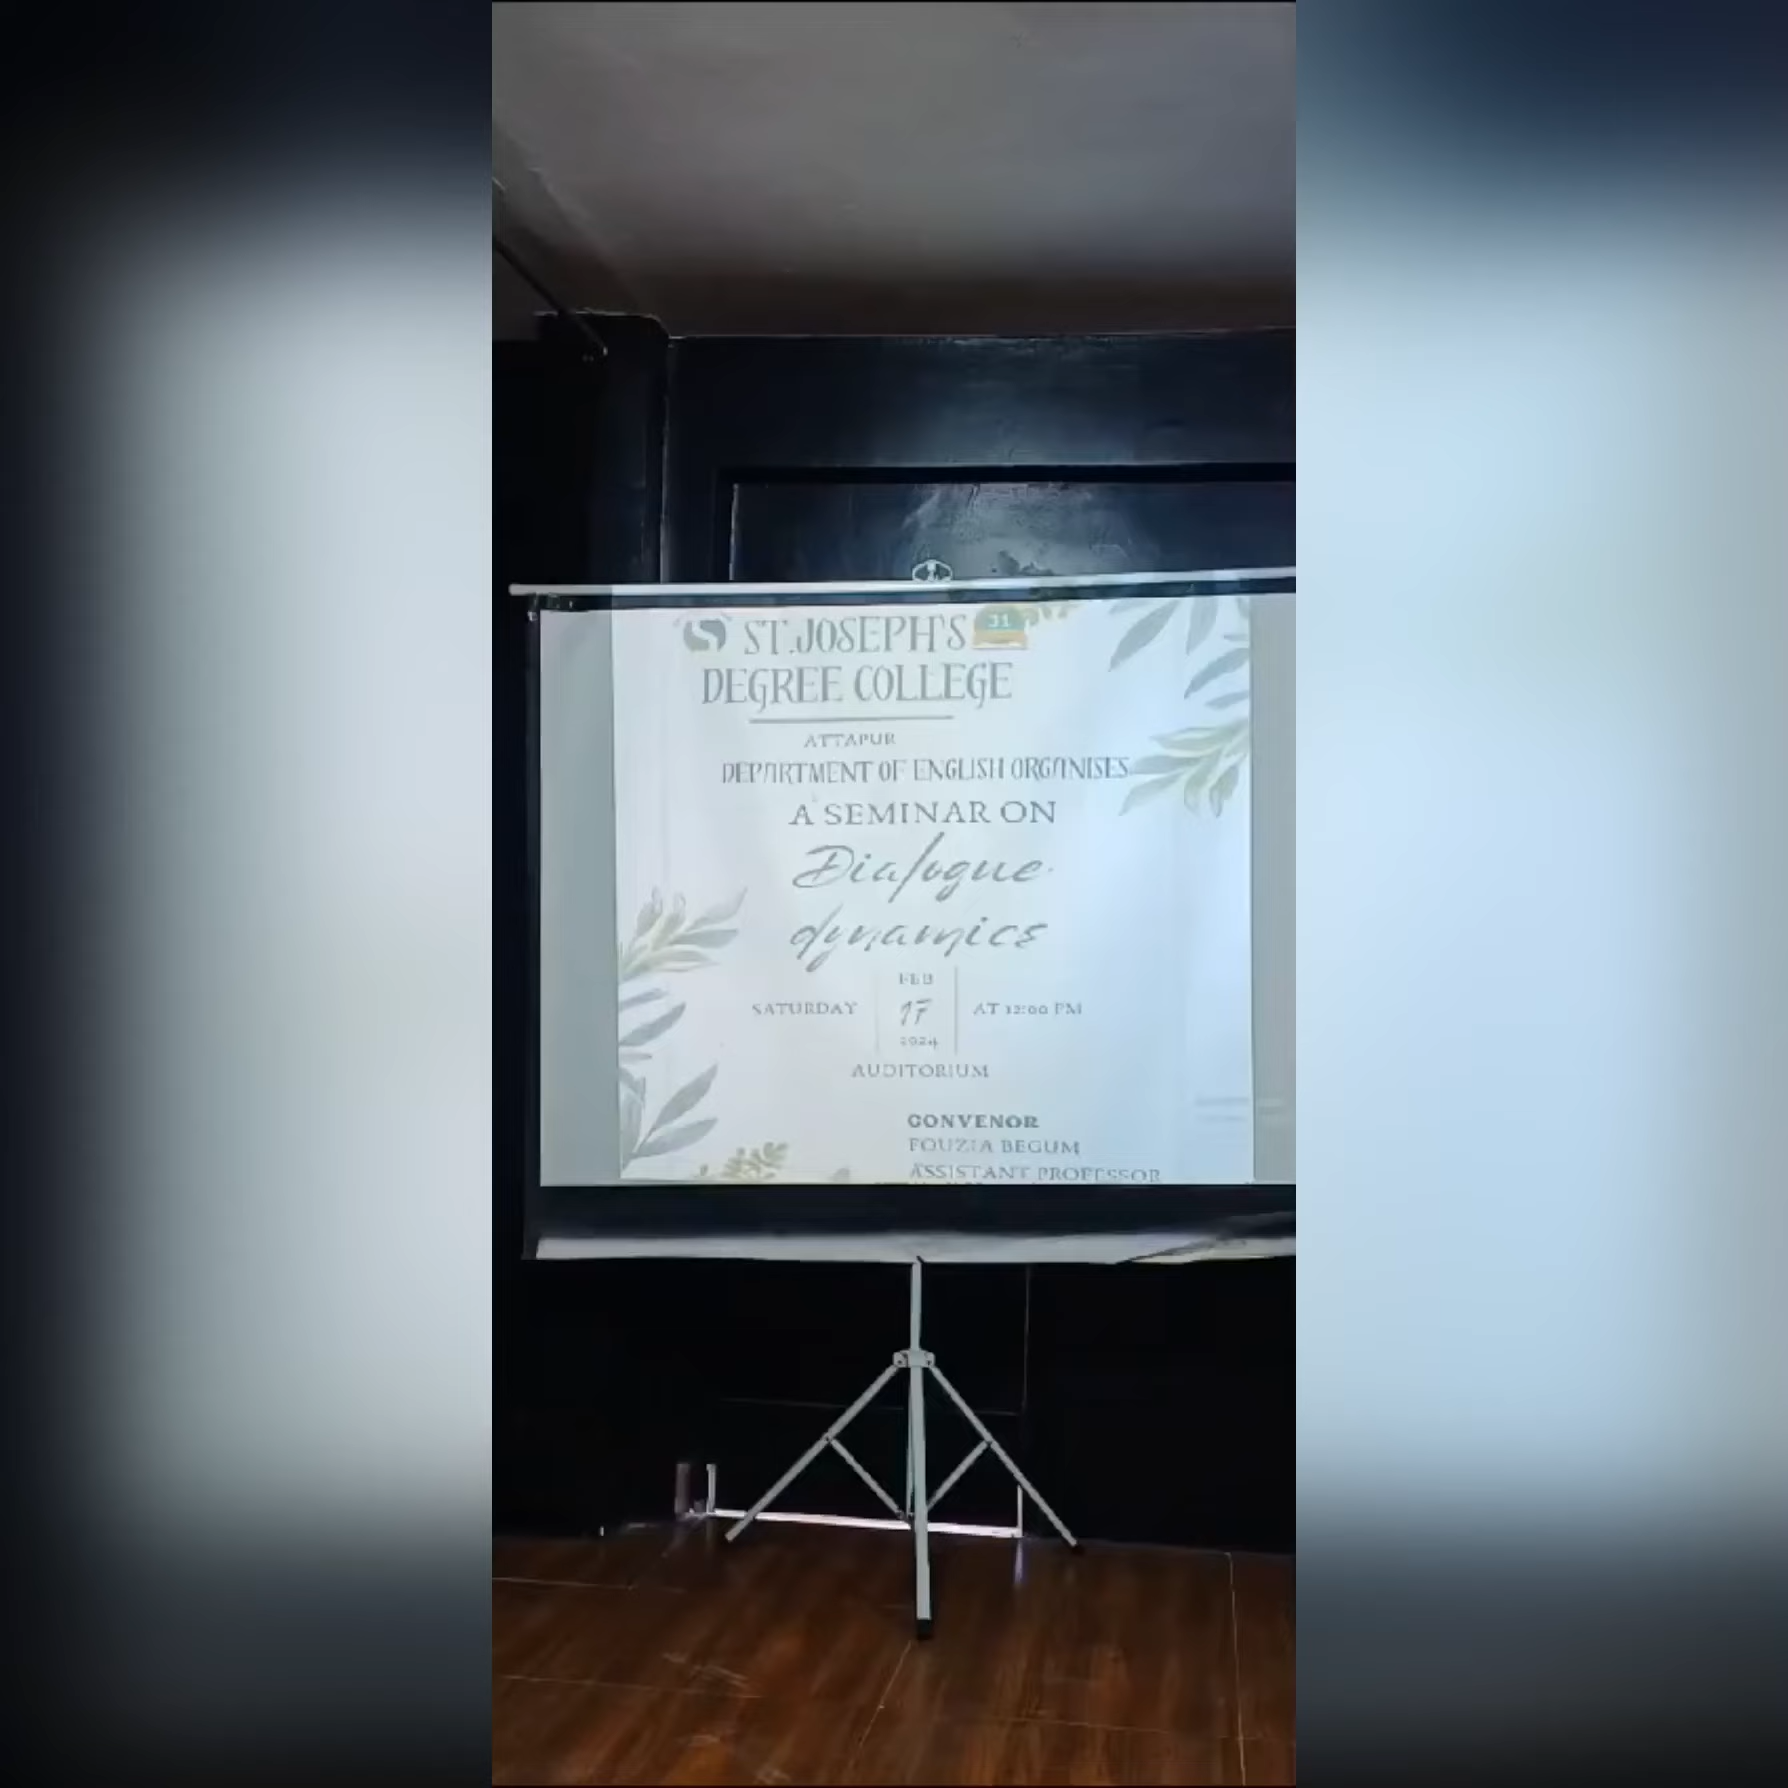 S ST.JOSEPH'S 31
DEGREE COLLEGE
ATTAPUR
DEPARTMENT OF ENGLISH ORGANISES
A SEMINAR ON
Dialogue
dynamics
FEB
SATURDAY 17 AT 12:00 PM
2024
AUDITORIUM
CONVENOR
FOUZIA BEGUM
ASSISTANT PROFESSOR